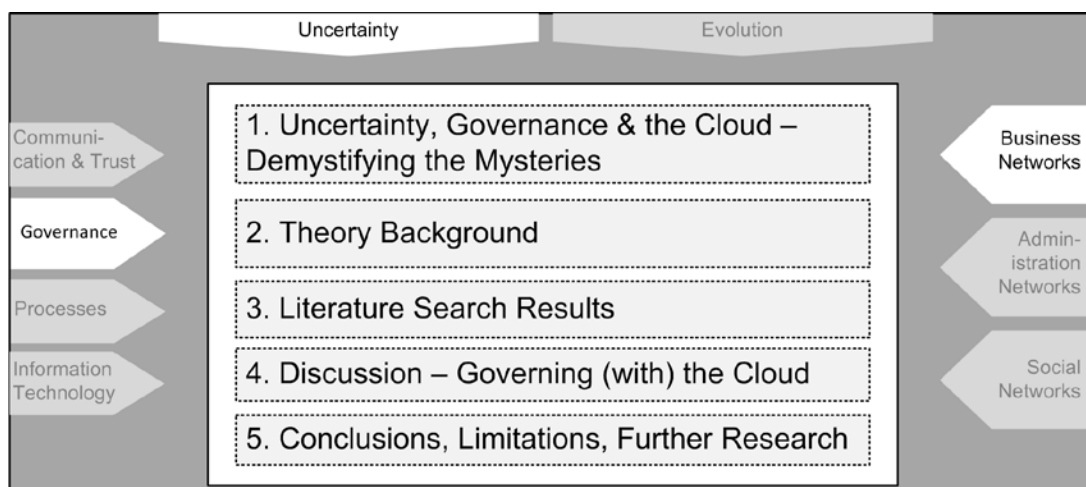 Uncertainty
Evolution
Communi-
cation & Trust
Governance
Processes
Information
Technology
1. Uncertainty, Governance & the Cloud –
Demystifying the Mysteries
2. Theory Background
3. Literature Search Results
4. Discussion – Governing (with) the Cloud
5. Conclusions, Limitations, Further Research
Business
Networks
Admin-
istration
Networks
Social
Networks